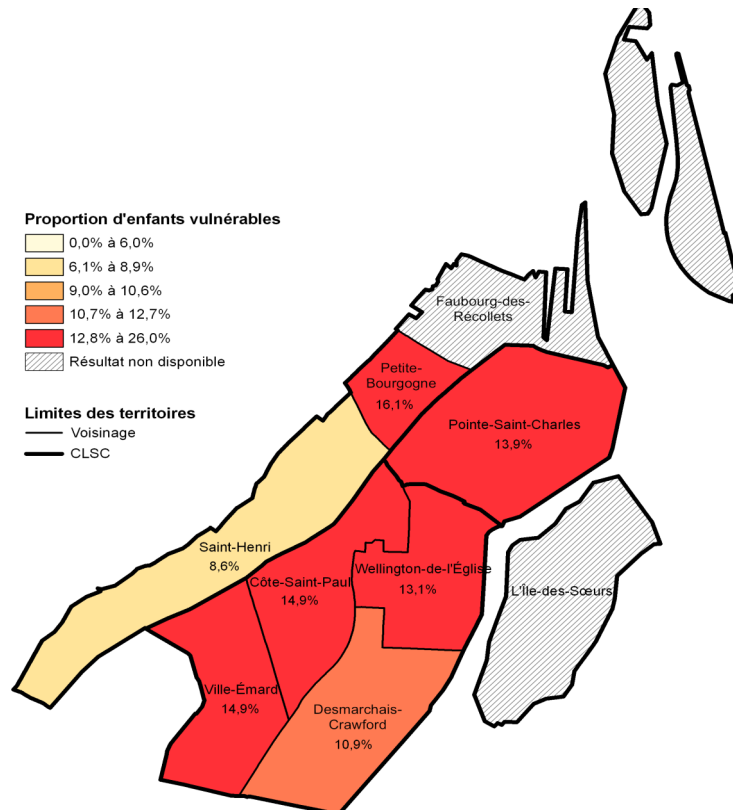 Proportion d'enfants vulnérables
0,0% à 6,0%
6,1% à 8,9%
9,0% à 10,6%
10,7% à 12,7%
12,8% à 26,0%
Résultat non disponible
Limites des territoires
Voisinage
CLSC
Faubourg-des-
Récollets
Petite-
Bourgogne
16,1%
Pointe-Saint-Charles
13,9%
Saint-Henri
8,6%
Côte-Saint-Paul
14,9%
Wellington-de-l'Église
13,1%
L'Île-des-Sœurs
Ville-Émard
14,9%
Desmarchais-
Crawford
10,9%